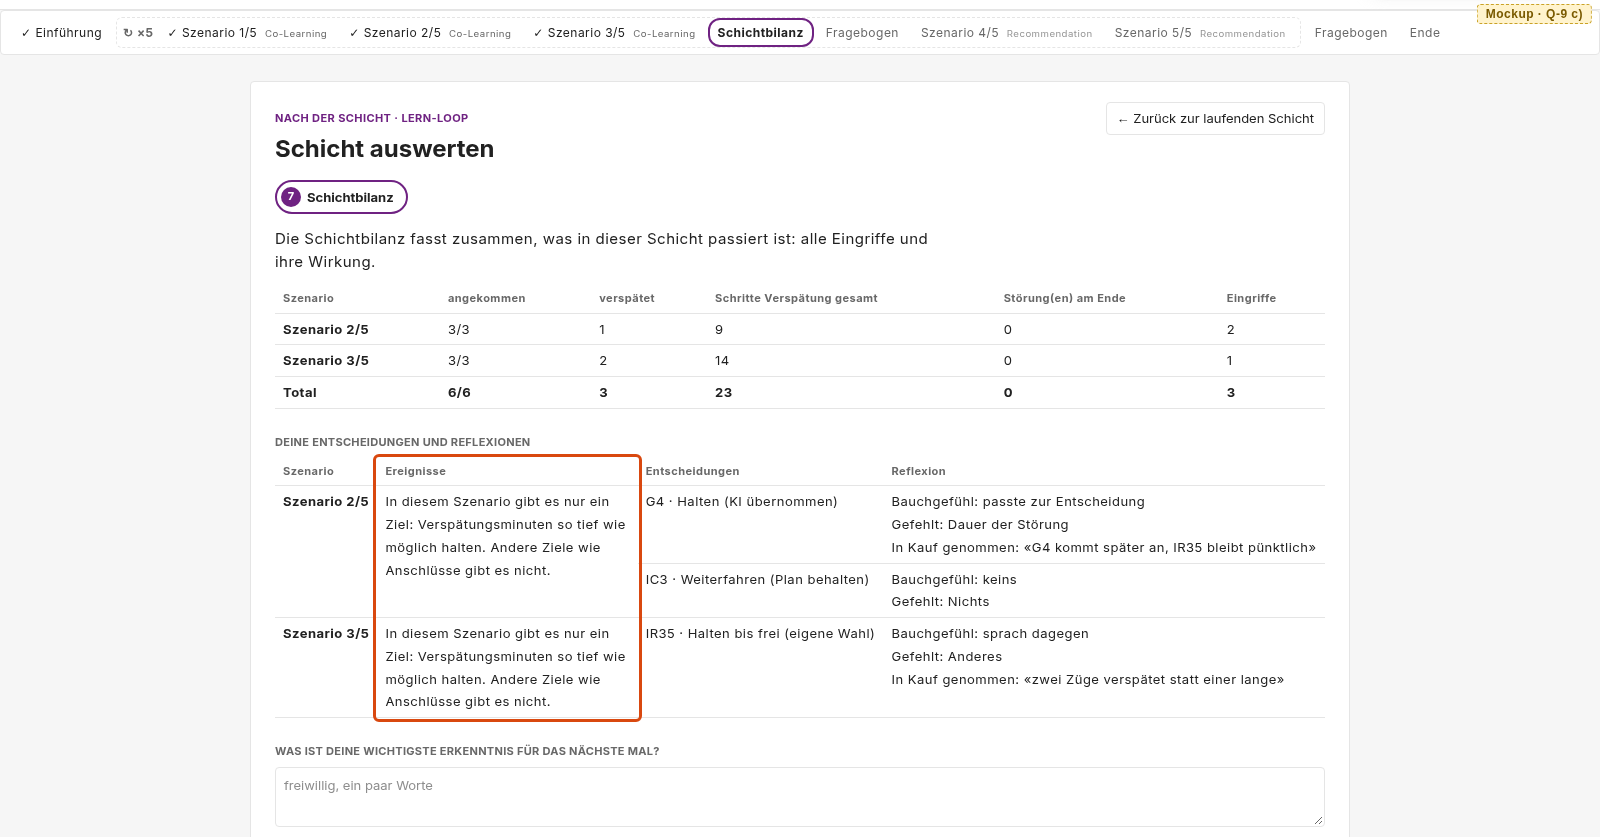 Mockup · Q-9 c)
✓ Einführung ↻ ×5 ✓ Szenario 1/5 Co-Learning ✓ Szenario 2/5 Co-Learning ✓ Szenario 3/5 Co-Learning Schichtbilanz Fragebogen Szenario 4/5 Recommendation Szenario 5/5 Recommendation Fragebogen Ende
NACH DER SCHICHT · LERN-LOOP
← Zurück zur laufenden Schicht
Schicht auswerten
7 Schichtbilanz
Die Schichtbilanz fasst zusammen, was in dieser Schicht passiert ist: alle Eingriffe und
ihre Wirkung.
Szenario angekommen verspätet Schritte Verspätung gesamt Störung(en) am Ende Eingriffe
Szenario 2/5 3/3 1 9 0 2
Szenario 3/5 3/3 2 14 0 1
Total 6/6 3 23 0 3
DEINE ENTSCHEIDUNGEN UND REFLEXIONEN
Szenario Ereignisse Entscheidungen Reflexion
Szenario 2/5 In diesem Szenario gibt es nur ein G4 · Halten (KI übernommen) Bauchgefühl: passte zur Entscheidung
Ziel: Verspätungsminuten so tief wie Gefehlt: Dauer der Störung
möglich halten. Andere Ziele wie In Kauf genommen: «G4 kommt später an, IR35 bleibt pünktlich»
Anschlüsse gibt es nicht.
IC3 · Weiterfahren (Plan behalten) Bauchgefühl: keins
Gefehlt: Nichts
Szenario 3/5 In diesem Szenario gibt es nur ein IR35 · Halten bis frei (eigene Wahl) Bauchgefühl: sprach dagegen
Ziel: Verspätungsminuten so tief wie Gefehlt: Anderes
möglich halten. Andere Ziele wie In Kauf genommen: «zwei Züge verspätet statt einer lange»
Anschlüsse gibt es nicht.
WAS IST DEINE WICHTIGSTE ERKENNTNIS FÜR DAS NÄCHSTE MAL?
freiwillig, ein paar Worte